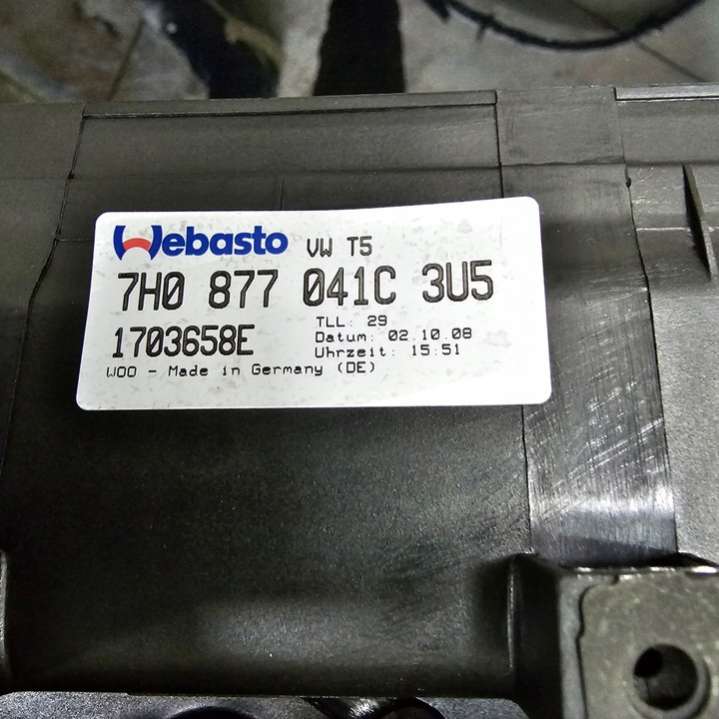 Webasto VW T5
7H0 877 041C 3U5
1703658E
TLL: 29
Datum: 02.10.08
Uhrzeit: 15:51
WOO - Made in Germany (DE)